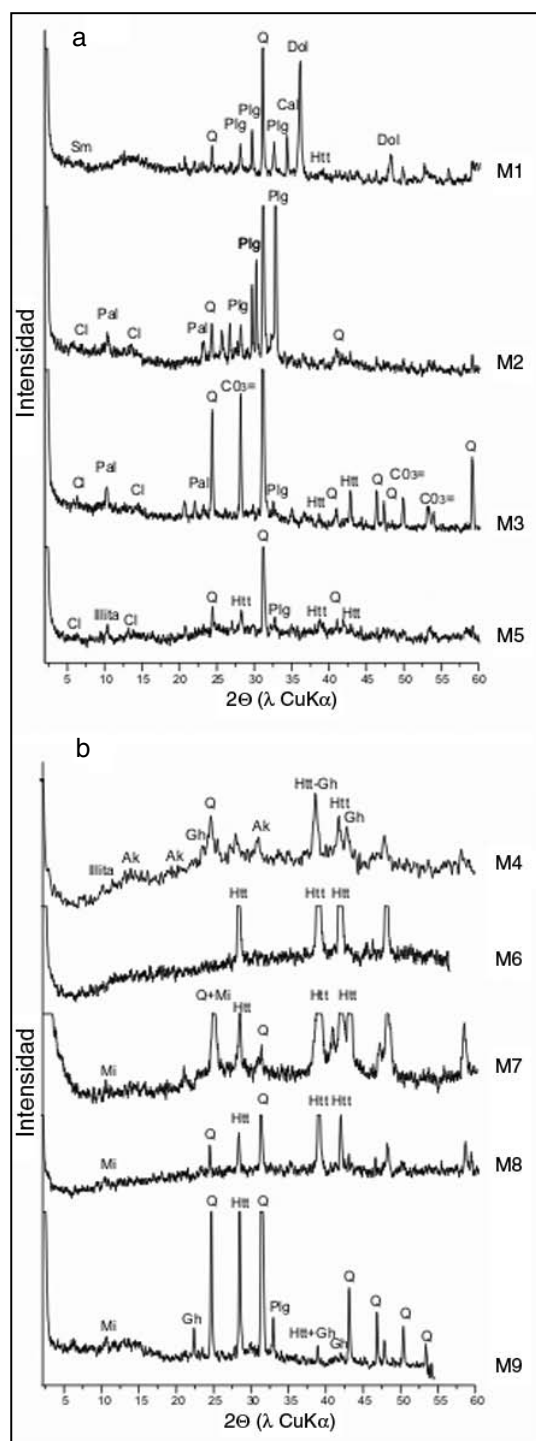 a
Intensidad
Q
Dol
Plg
Cal
Plg
Q
Plg
Sm
Htt
Dol
M1
Plg
Plg
Plg
Q
Pal
Cl
Cl
Pal
Q
M2
Q
CO3=
Q
Pal
Cl
Cl
Pal
Plg
Htt
Q
Htt
Q
Q
CO3=
CO3=
M3
Q
Q
Htt
Q
Illita
Cl
Cl
Plg
Htt
Htt
M5
5 10 15 20 25 30 35 40 45 50 55 60
2Θ (λ CuKα)
b
Intensidad
Htt-Gh
Q
Htt
Gh
Gh
Ak
Illita
Ak
Ak
M4
Htt
Htt
Htt
M6
Q+Mi
Htt
Htt
Htt
Q
Mi
M7
Q
Htt
Htt
Q
Htt
Mi
M8
Q
Htt
Q
Q
Plg
Gh
Q
Q
Q
Mi
Htt+Gh
Gh
M9
5 10 15 20 25 30 35 40 45 50 55 60
2Θ (λ CuKα)